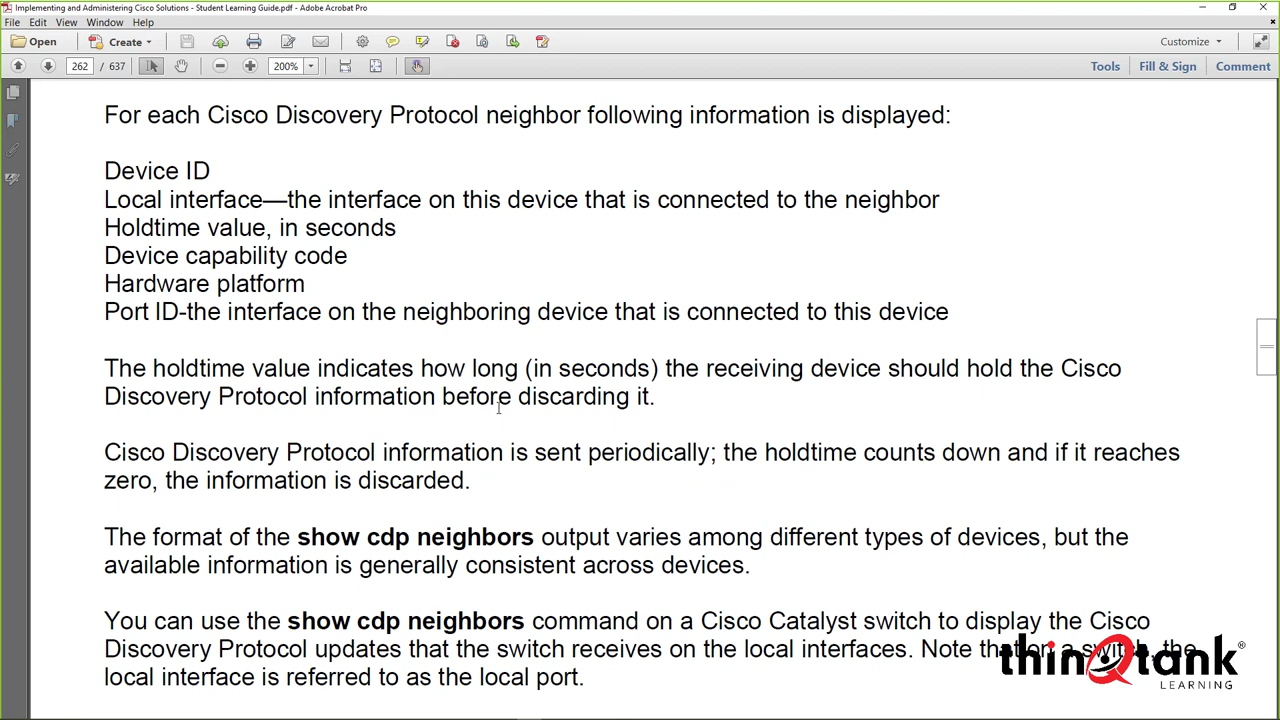 Implementing and Administering Cisco Solutions - Student Learning Guide.pdf - Adobe Acrobat Pro
File Edit View Window Help
Open Create Customize
262 / 637 200% Tools Fill & Sign Comment
For each Cisco Discovery Protocol neighbor following information is displayed:
Device ID
Local interface—the interface on this device that is connected to the neighbor
Holdtime value, in seconds
Device capability code
Hardware platform
Port ID-the interface on the neighboring device that is connected to this device
The holdtime value indicates how long (in seconds) the receiving device should hold the Cisco
Discovery Protocol information before discarding it.
Cisco Discovery Protocol information is sent periodically; the holdtime counts down and if it reaches
zero, the information is discarded.
The format of the show cdp neighbors output varies among different types of devices, but the
available information is generally consistent across devices.
You can use the show cdp neighbors command on a Cisco Catalyst switch to display the Cisco
Discovery Protocol updates that the switch receives on the local interfaces. Note that on a switch, the
local interface is referred to as the local port.
thinQtank®
LEARNING